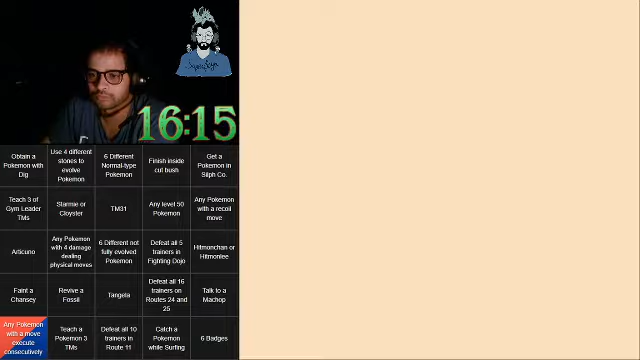 16:15
Obtain a
Pokemon with
Dig
Use 4 different
stones to
evolve
Pokemon
6 Different
Normal-type
Pokemon
Finish inside
cut bush
Get a
Pokemon in
Silph Co.
Teach 3 of
Gym Leader
TMs
Starmie or
Cloyster
TM31
Any level 50
Pokemon
Any Pokemon
with a recoil
move
Articuno
Any Pokemon
with 4 damage
dealing
physical moves
6 Different not
fully evolved
Pokemon
Defeat all 5
trainers in
Fighting Dojo
Hitmonchan or
Hitmonlee
Faint a
Chansey
Revive a
Fossil
Tangela
Defeat all 16
trainers on
Routes 24 and
25
Talk to a
Machop
Any Pokemon
with a move
execute
consecutively
Teach a
Pokemon 3
TMs
Defeat all 10
trainers in
Route 11
Catch a
Pokemon
while Surfing
6 Badges